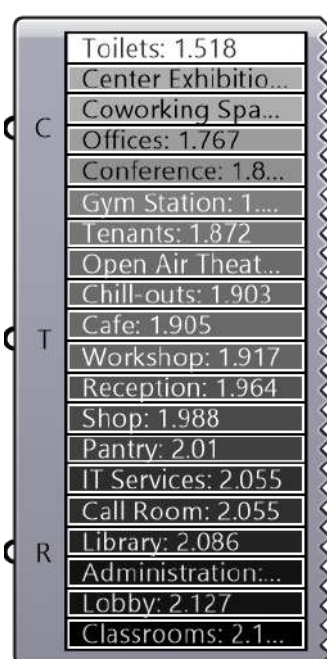 Toilets: 1.518
Center Exhibitio...
Coworking Spa...
Offices: 1.767
Conference: 1.8...
Gym Station: 1....
Tenants: 1.872
Open Air Theat...
Chill-outs: 1.903
Cafe: 1.905
Workshop: 1.917
Reception: 1.964
Shop: 1.988
Pantry: 2.01
IT Services: 2.055
Call Room: 2.055
Library: 2.086
Administration:...
Lobby: 2.127
Classrooms: 2.1...
C
T
R